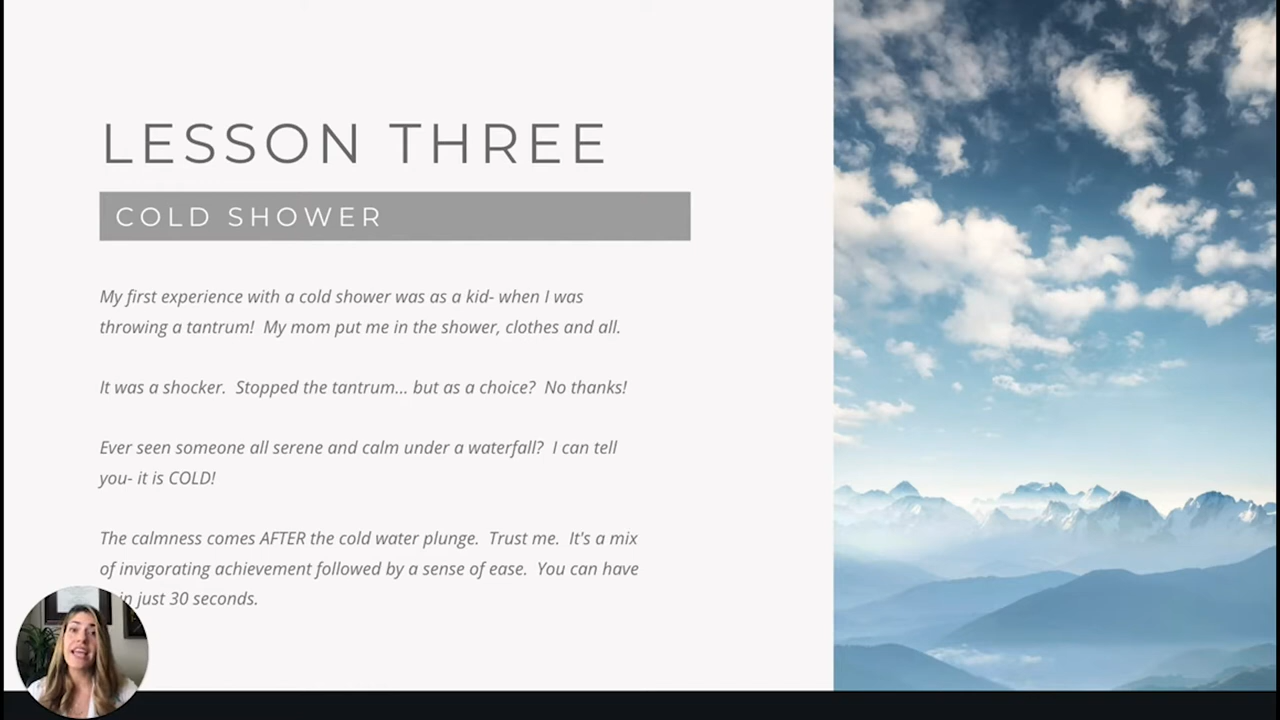 LESSON THREE
COLD SHOWER
My first experience with a cold shower was as a kid- when I was
throwing a tantrum!  My mom put me in the shower, clothes and all.
It was a shocker.  Stopped the tantrum... but as a choice?  No thanks!
Ever seen someone all serene and calm under a waterfall?  I can tell
you- it is COLD!
The calmness comes AFTER the cold water plunge.  Trust me.  It's a mix
of invigorating achievement followed by a sense of ease.  You can have
in just 30 seconds.